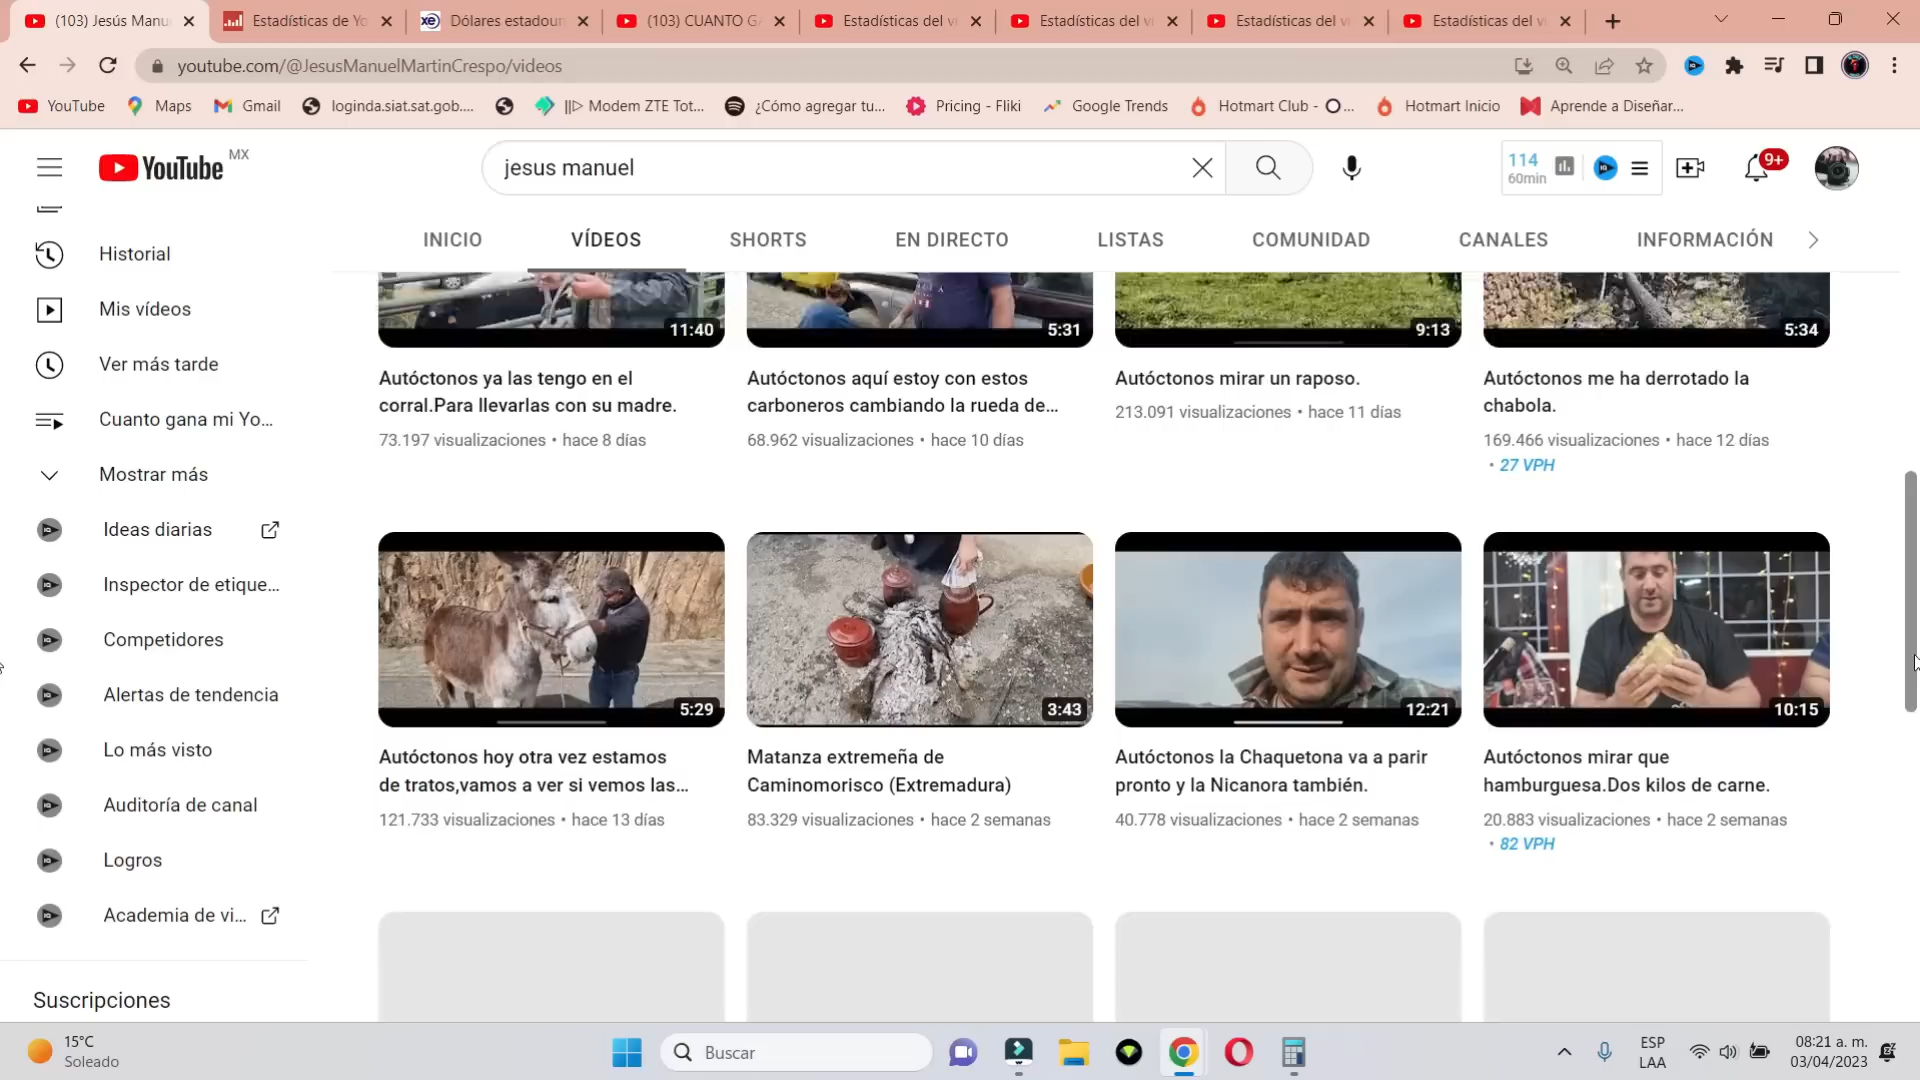 (103) Jesús Manu
Estadísticas de Yo
Dólares estadoun
(103) CUANTO G
Estadísticas del v
Estadísticas del v
Estadísticas del v
Estadísticas del v
youtube.com/@JesusManuelMartinCrespo/videos
YouTube
Maps
Gmail
loginda.siat.sat.gob....
||▷ Modem ZTE Tot...
¿Cómo agregar tu...
Pricing - Fliki
Google Trends
Hotmart Club - O...
Hotmart Inicio
Aprende a Diseñar...
YouTube MX
jesus manuel
114
60min
9+
INICIO
VÍDEOS
SHORTS
EN DIRECTO
LISTAS
COMUNIDAD
CANALES
INFORMACIÓN
Historial
Mis vídeos
Ver más tarde
Cuanto gana mi Yo...
Mostrar más
Ideas diarias
Inspector de etique...
Competidores
Alertas de tendencia
Lo más visto
Auditoría de canal
Logros
Academia de vi...
Suscripciones
11:40
Autóctonos ya las tengo en el
corral.Para llevarlas con su madre.
73.197 visualizaciones • hace 8 días
5:31
Autóctonos aquí estoy con estos
carboneros cambiando la rueda de...
68.962 visualizaciones • hace 10 días
9:13
Autóctonos mirar un raposo.
213.091 visualizaciones • hace 11 días
5:34
Autóctonos me ha derrotado la
chabola.
169.466 visualizaciones • hace 12 días
• 27 VPH
5:29
Autóctonos hoy otra vez estamos
de tratos,vamos a ver si vemos las...
121.733 visualizaciones • hace 13 días
3:43
Matanza extremeña de
Caminomorisco (Extremadura)
83.329 visualizaciones • hace 2 semanas
12:21
Autóctonos la Chaquetona va a parir
pronto y la Nicanora también.
40.778 visualizaciones • hace 2 semanas
10:15
Autóctonos mirar que
hamburguesa.Dos kilos de carne.
20.883 visualizaciones • hace 2 semanas
• 82 VPH
15°C
Soleado
Buscar
ESP
LAA
08:21 a. m.
03/04/2023